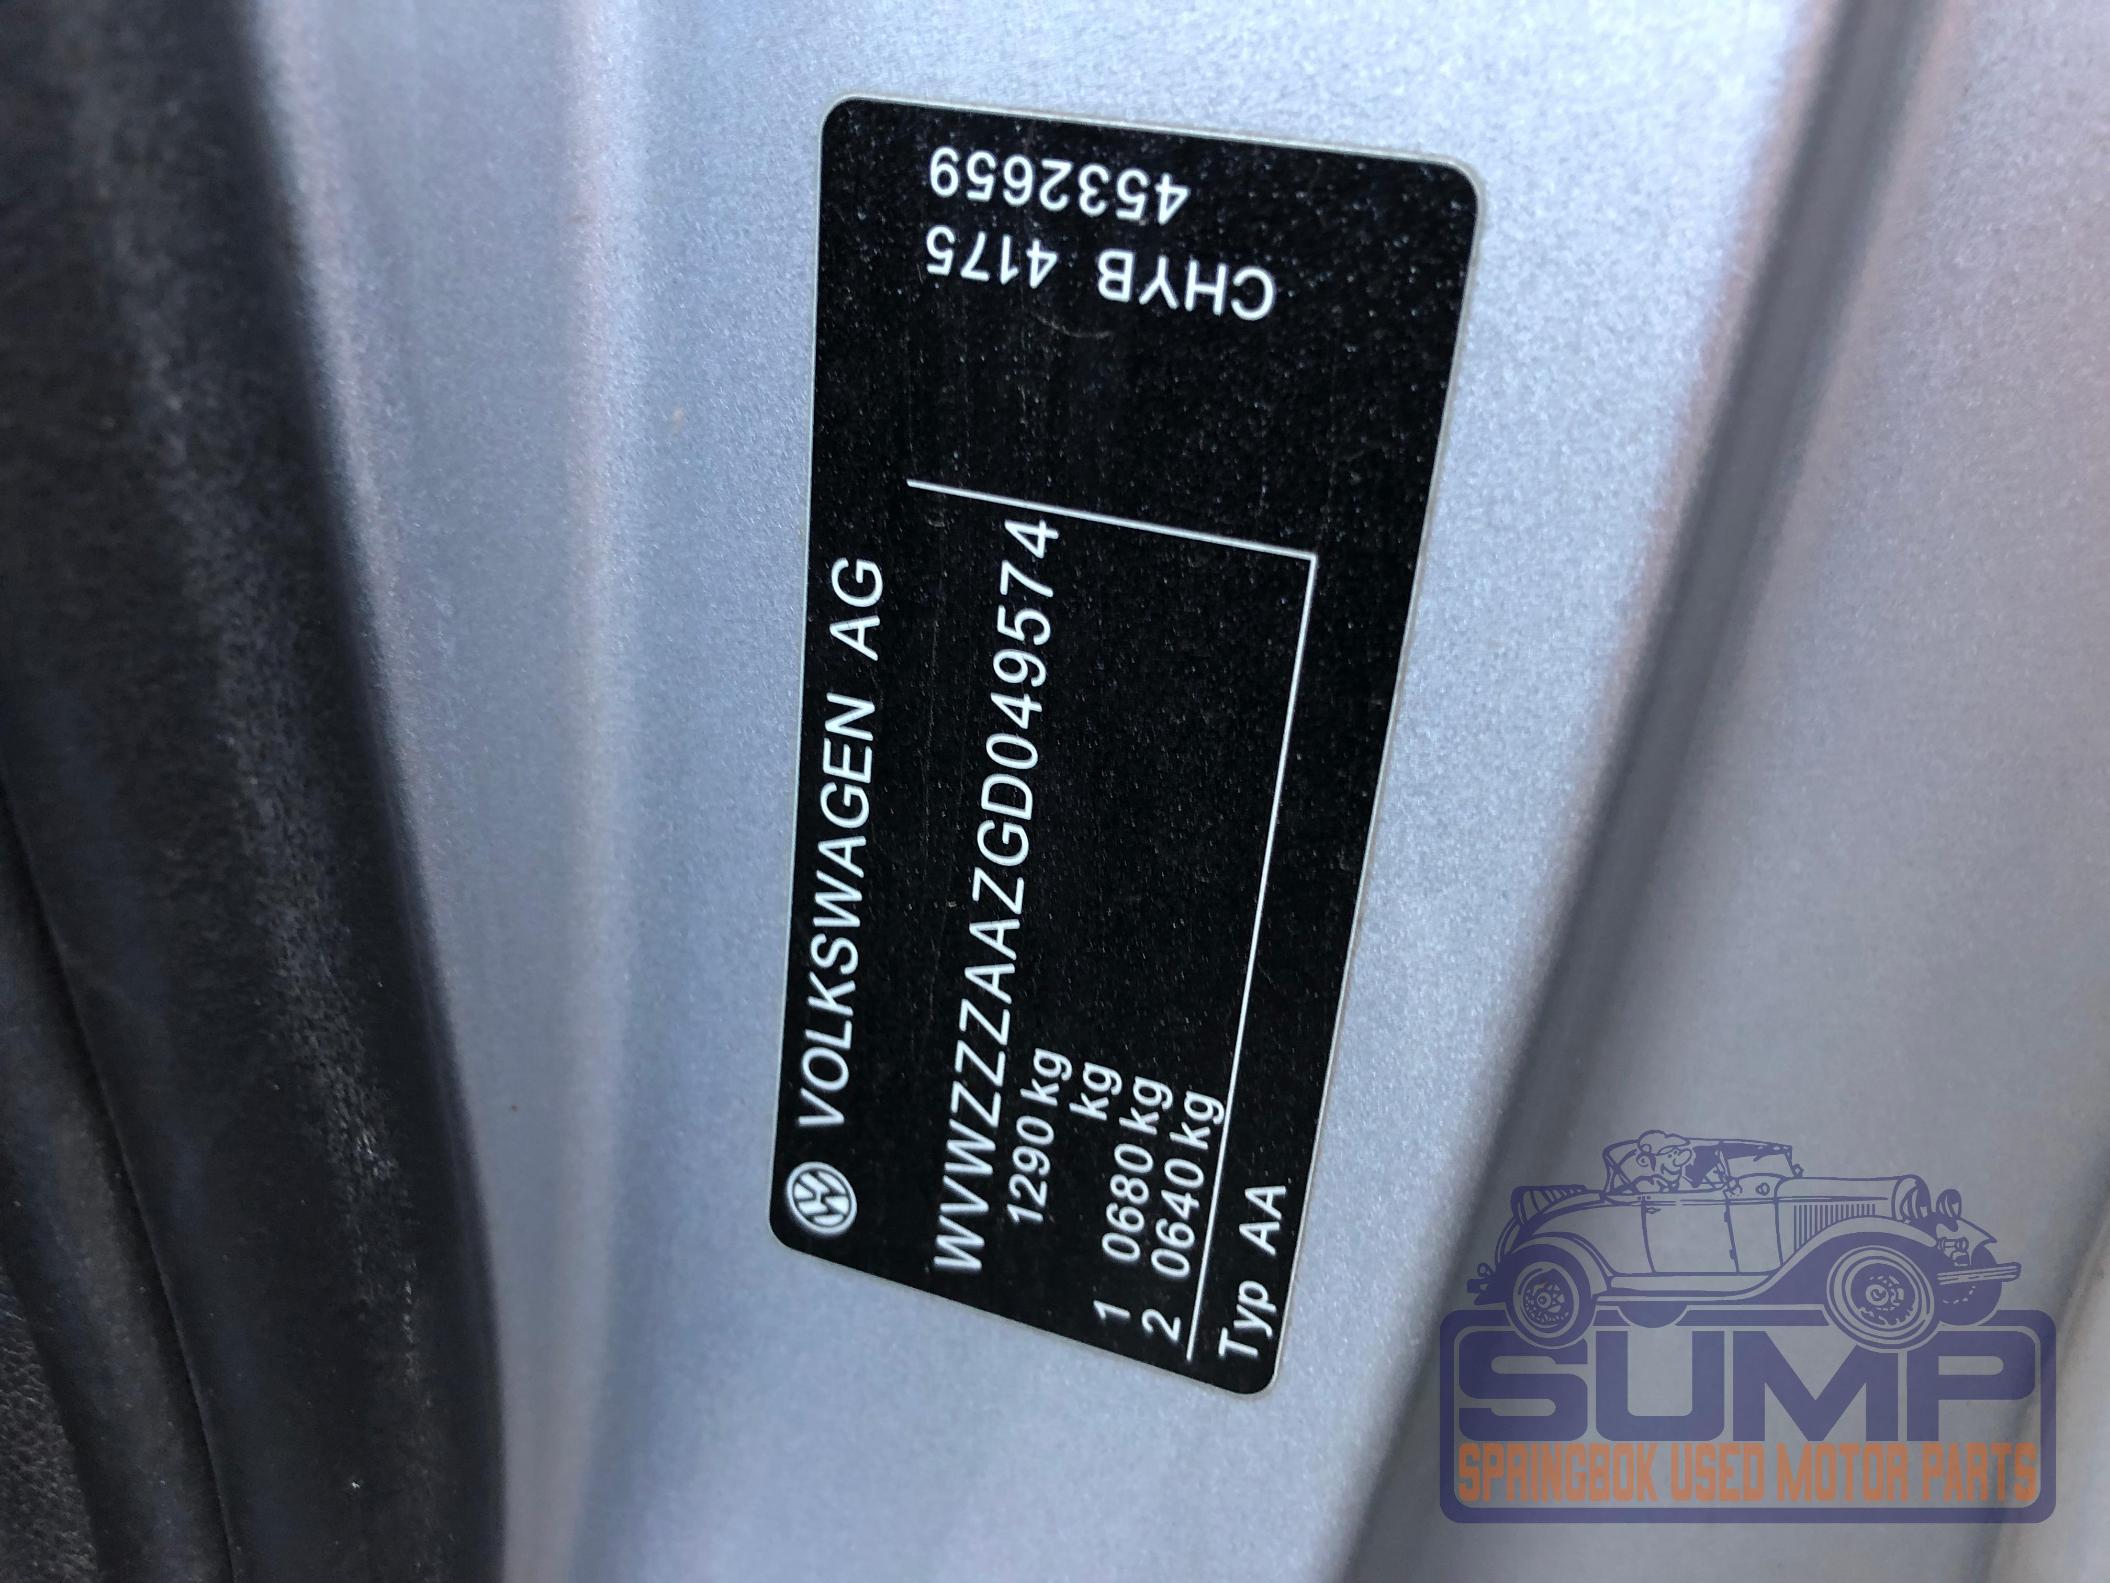 VOLKSWAGEN AG
WVWZZZAAZGD049574
1290 kg
kg
1 0680 kg
2 0640 kg
Typ AA
CHYB 4175
4532659
SUMP
SPRINGBOK USED MOTOR PARTS